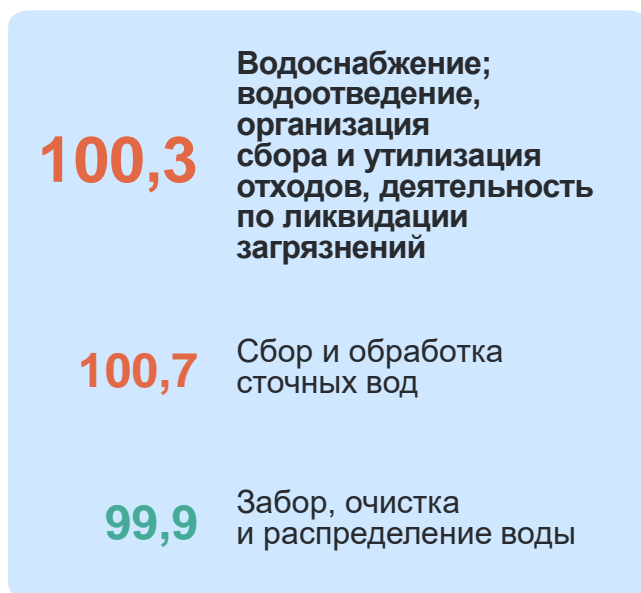 100,3
Водоснабжение;
водоотведение,
организация
сбора и утилизация
отходов, деятельность
по ликвидации
загрязнений
100,7
Сбор и обработка
сточных вод
99,9
Забор, очистка
и распределение воды